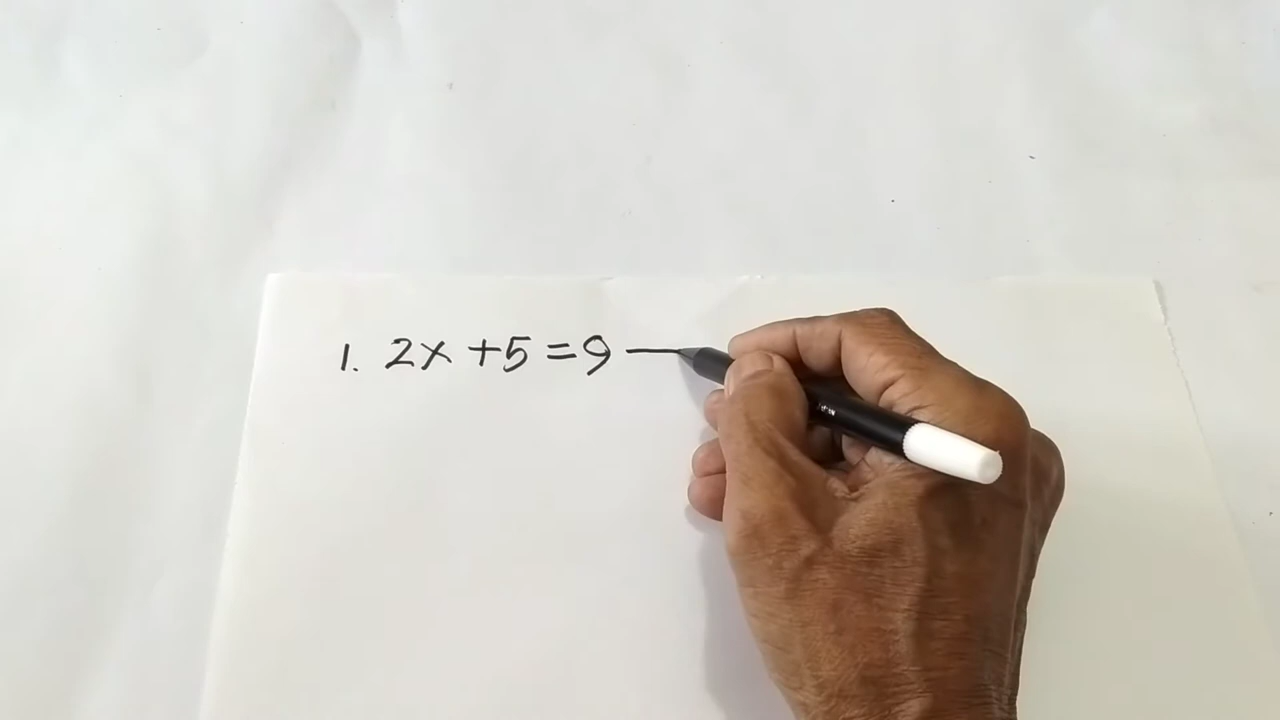 1. 2x + 5 = 9 —